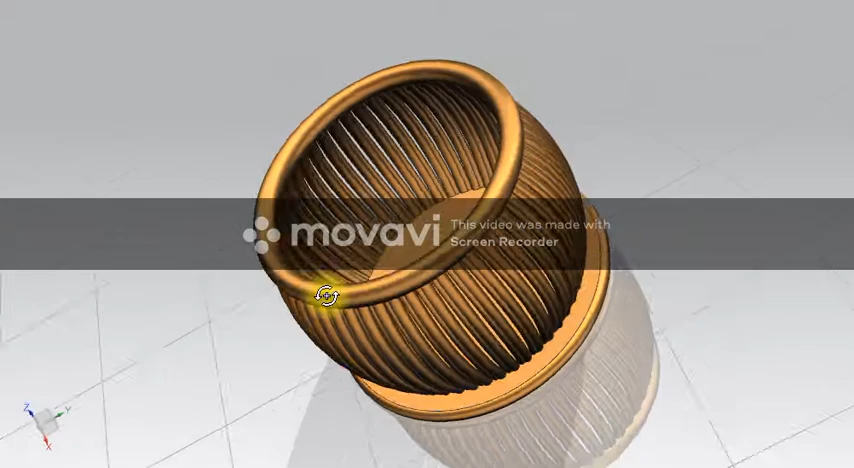 movavi
This video was made with
Screen Recorder
Z
Y
X